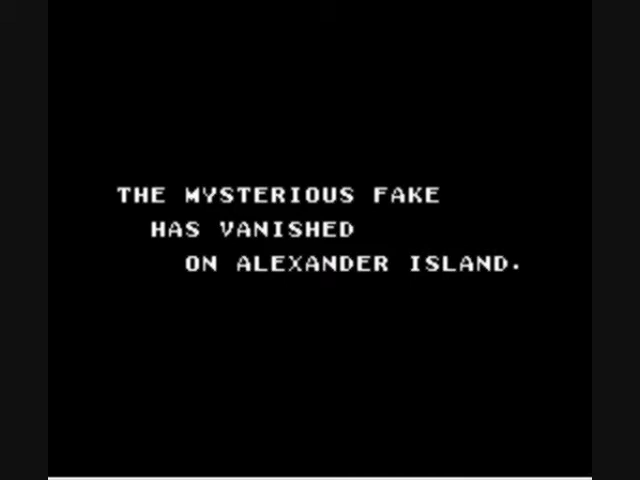 THE MYSTERIOUS FAKE
HAS VANISHED
ON ALEXANDER ISLAND.